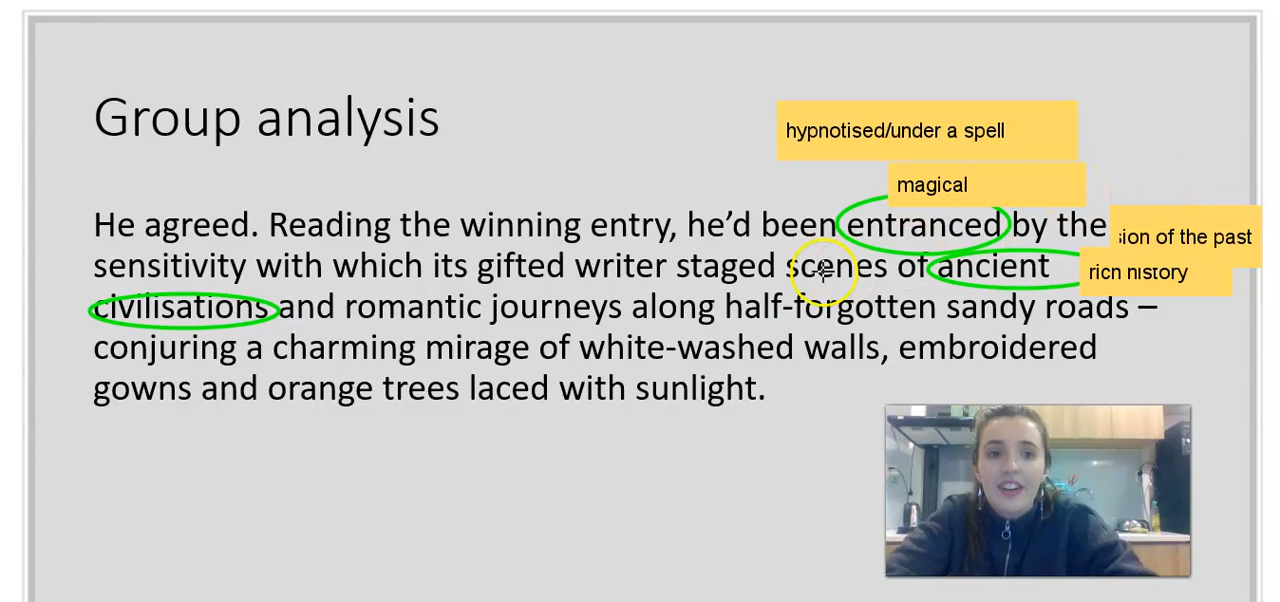 Group analysis
hypnotised/under a spell
magical
He agreed. Reading the winning entry, he’d been entranced by the
of the past
sensitivity with which its gifted writer staged scenes of ancient
rich history
civilisations and romantic journeys along half-forgotten sandy roads –
conjuring a charming mirage of white-washed walls, embroidered
gowns and orange trees laced with sunlight.